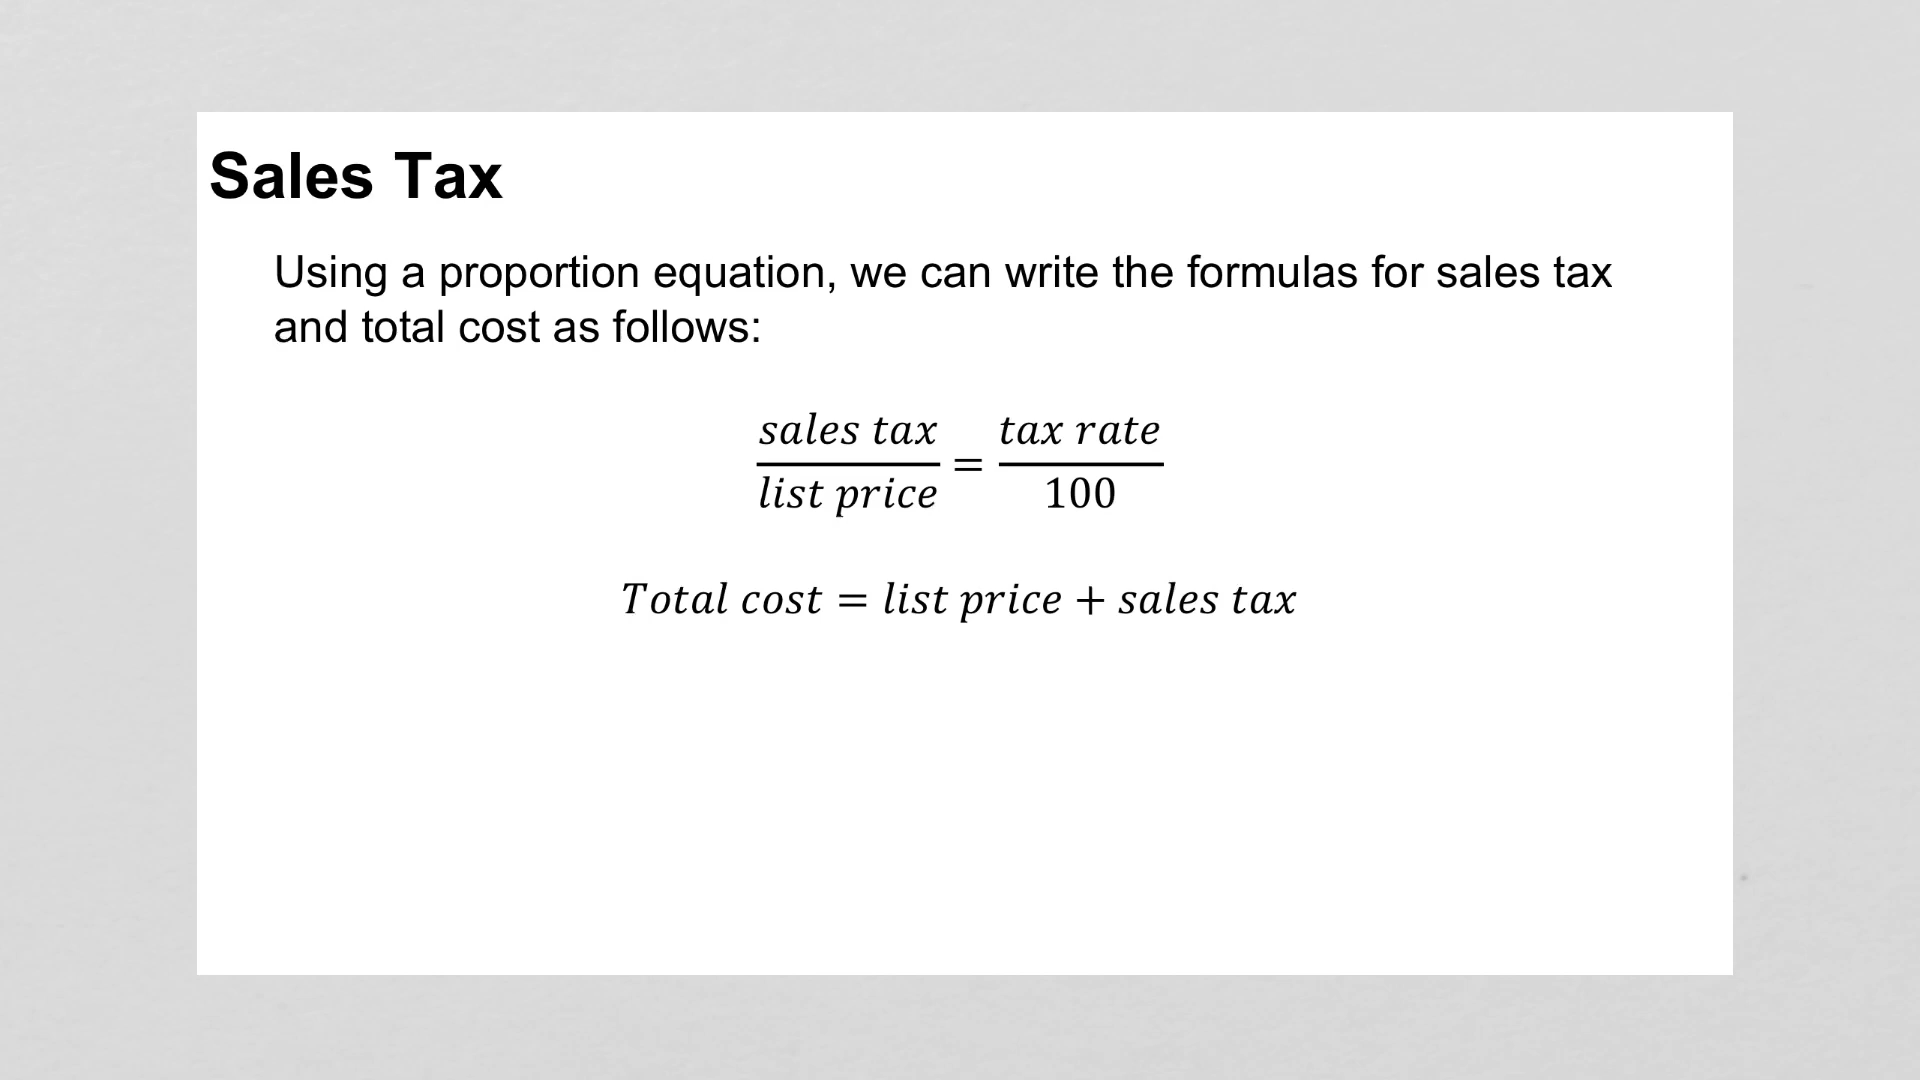 Sales Tax
Using a proportion equation, we can write the formulas for sales tax
and total cost as follows:
sales tax / list price = tax rate / 100
Total cost = list price + sales tax